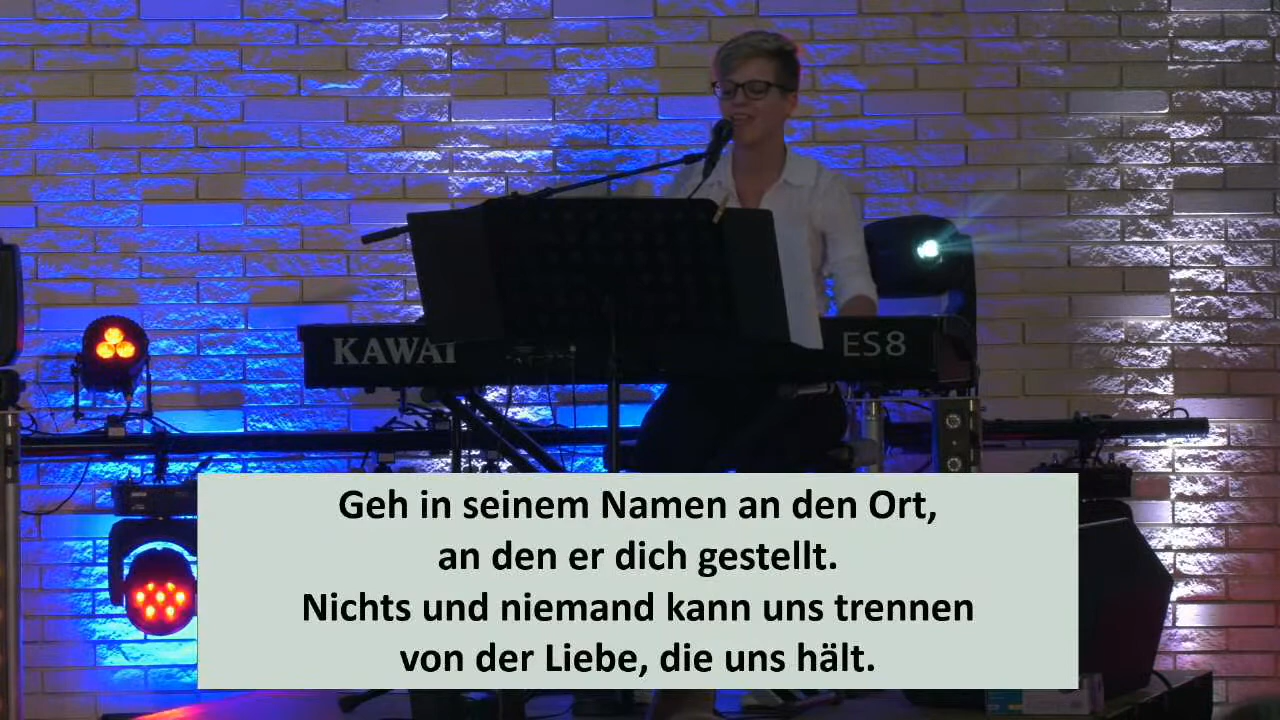 KAWAI
ES8
Geh in seinem Namen an den Ort,
an den er dich gestellt.
Nichts und niemand kann uns trennen
von der Liebe, die uns hält.